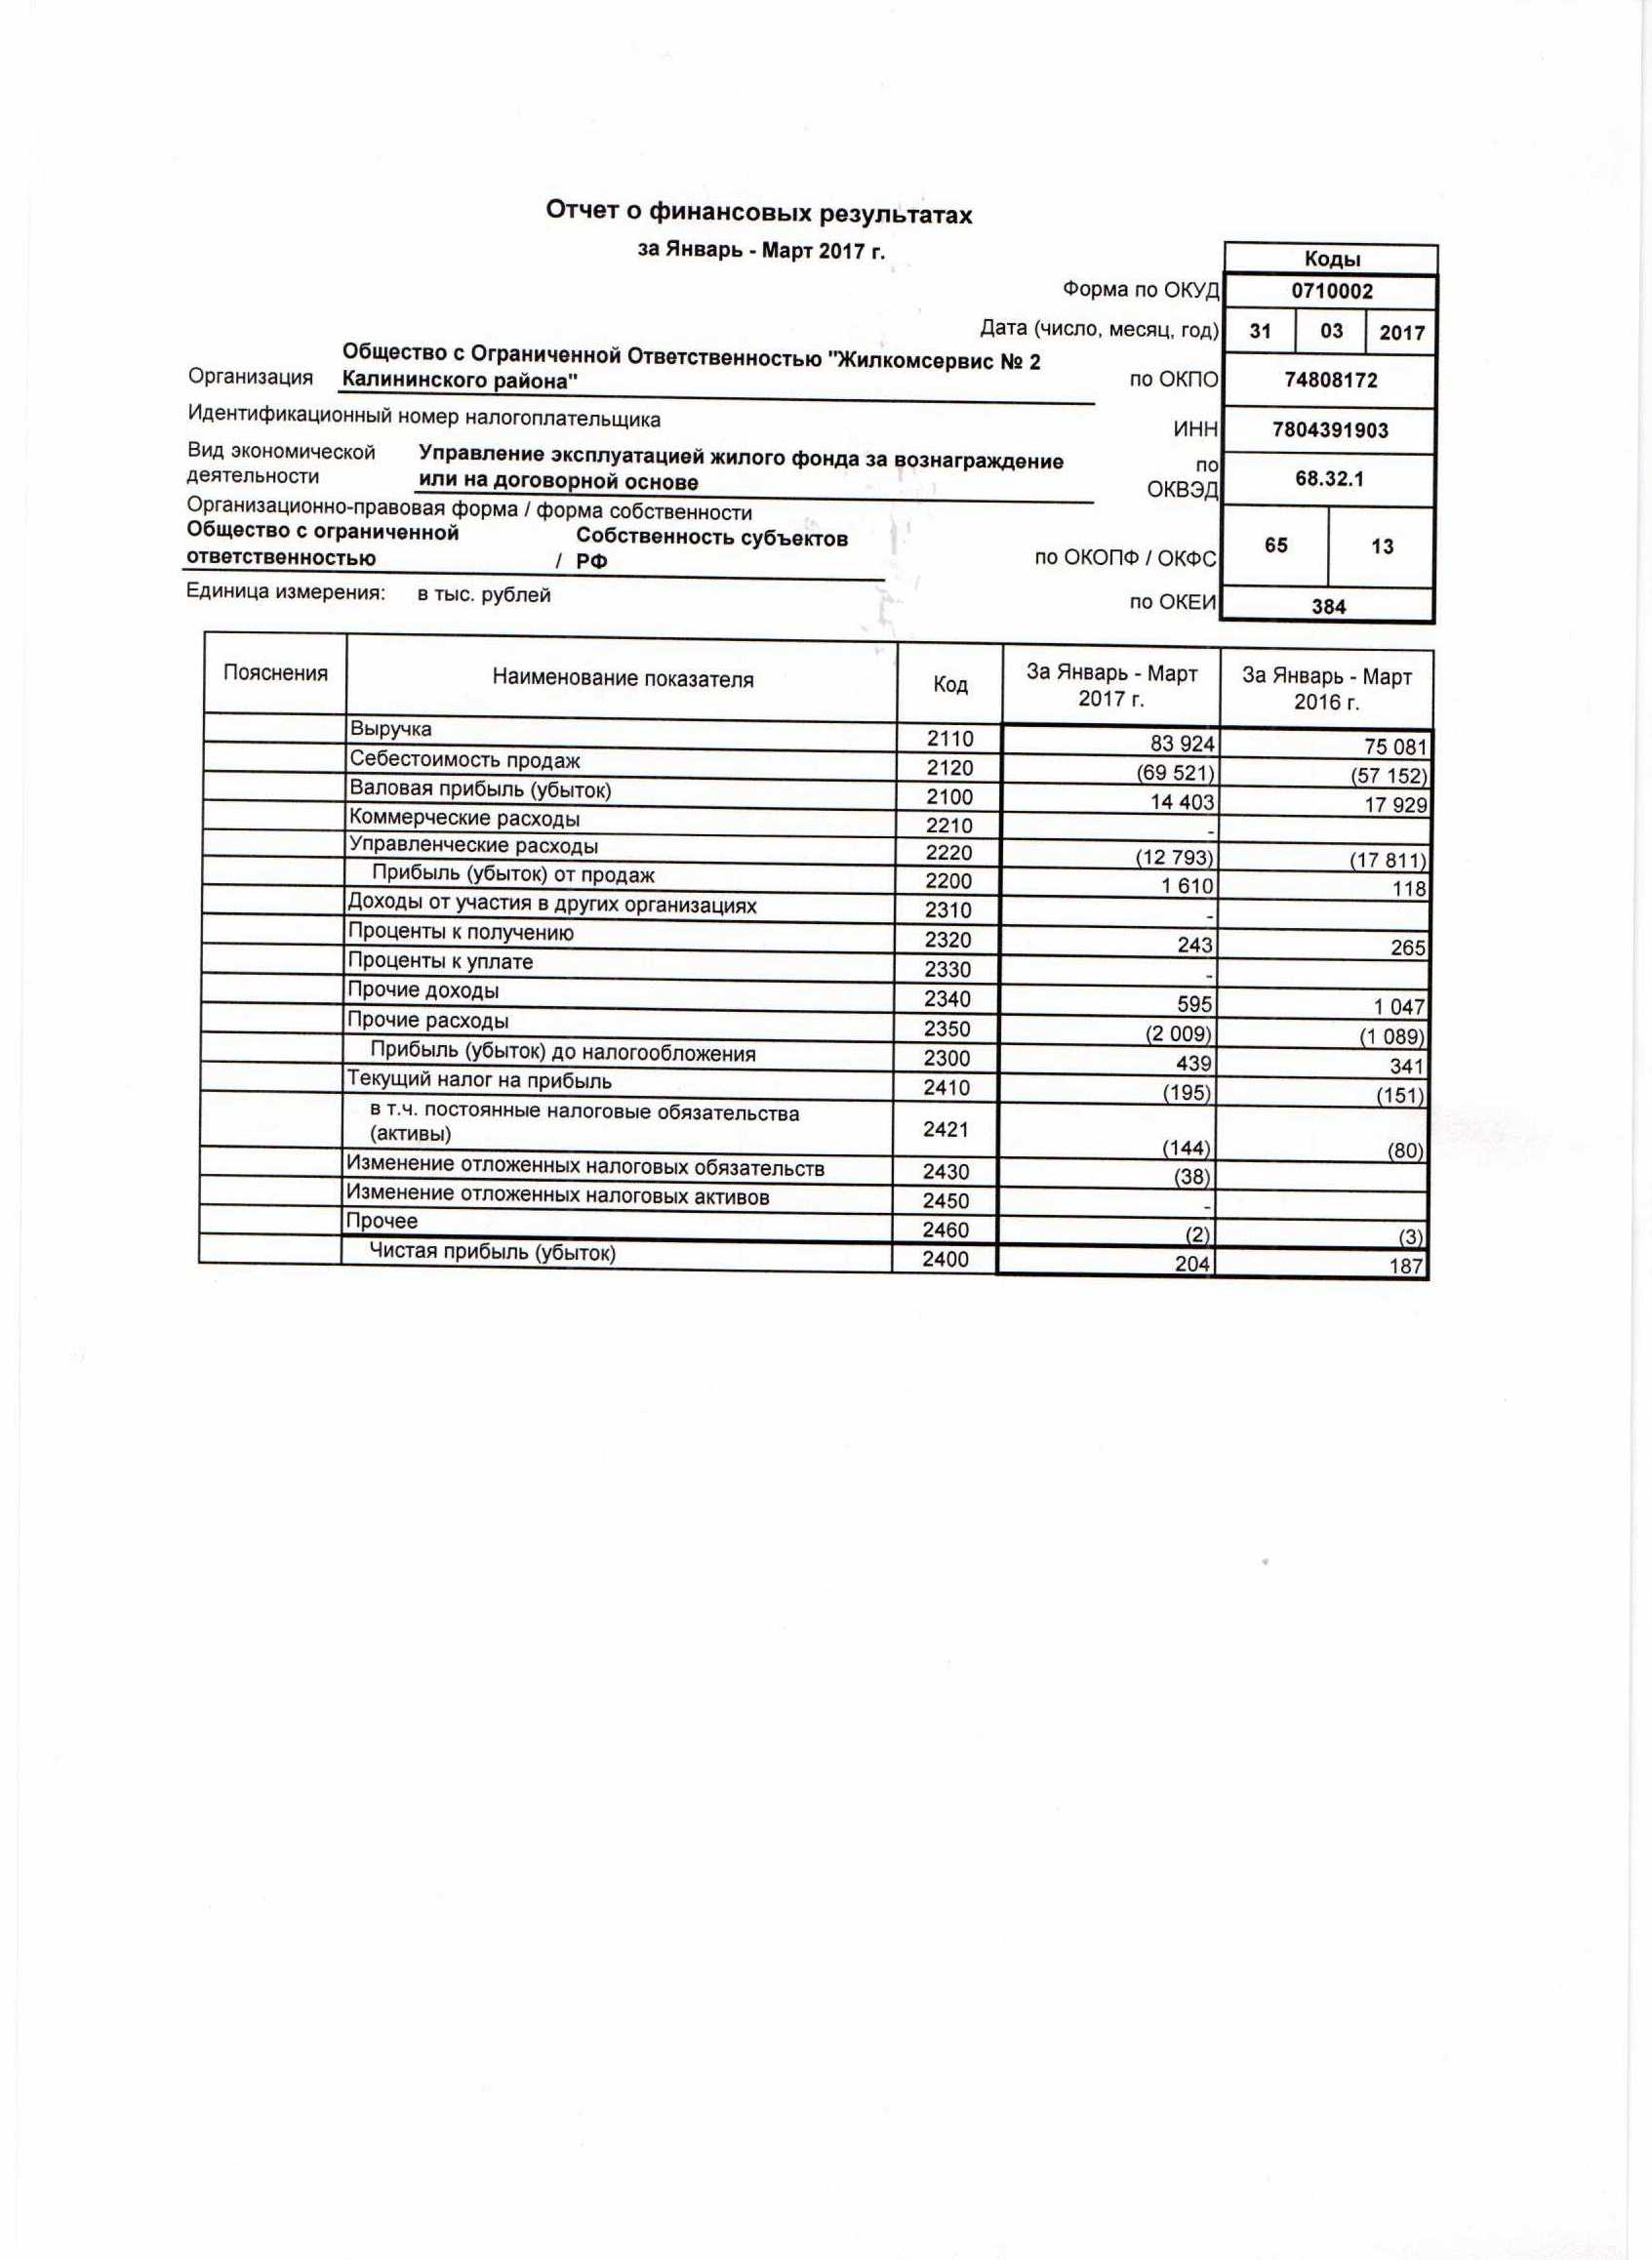 Отчет о финансовых результатах
за Январь - Март 2017 г.
Коды
Форма по ОКУД 0710002
Дата (число, месяц, год) 31 03 2017
Общество с Ограниченной Ответственностью "Жилкомсервис № 2
Организация Калининского района" по ОКПО 74808172
Идентификационный номер налогоплательщика ИНН 7804391903
Вид экономической Управление эксплуатацией жилого фонда за вознаграждение по
деятельности или на договорной основе ОКВЭД 68.32.1
Организационно-правовая форма / форма собственности
Общество с ограниченной Собственность субъектов
ответственностью / РФ по ОКОПФ / ОКФС 65 13
Единица измерения: в тыс. рублей по ОКЕИ 384
Пояснения Наименование показателя Код За Январь - Март 2017 г. За Январь - Март 2016 г.
Выручка 2110 83 924 75 081
Себестоимость продаж 2120 (69 521) (57 152)
Валовая прибыль (убыток) 2100 14 403 17 929
Коммерческие расходы 2210 -
Управленческие расходы 2220 (12 793) (17 811)
Прибыль (убыток) от продаж 2200 1 610 118
Доходы от участия в других организациях 2310 -
Проценты к получению 2320 243 265
Проценты к уплате 2330 -
Прочие доходы 2340 595 1 047
Прочие расходы 2350 (2 009) (1 089)
Прибыль (убыток) до налогообложения 2300 439 341
Текущий налог на прибыль 2410 (195) (151)
в т.ч. постоянные налоговые обязательства
(активы) 2421 (144) (80)
Изменение отложенных налоговых обязательств 2430 (38)
Изменение отложенных налоговых активов 2450 -
Прочее 2460 (2) (3)
Чистая прибыль (убыток) 2400 204 187